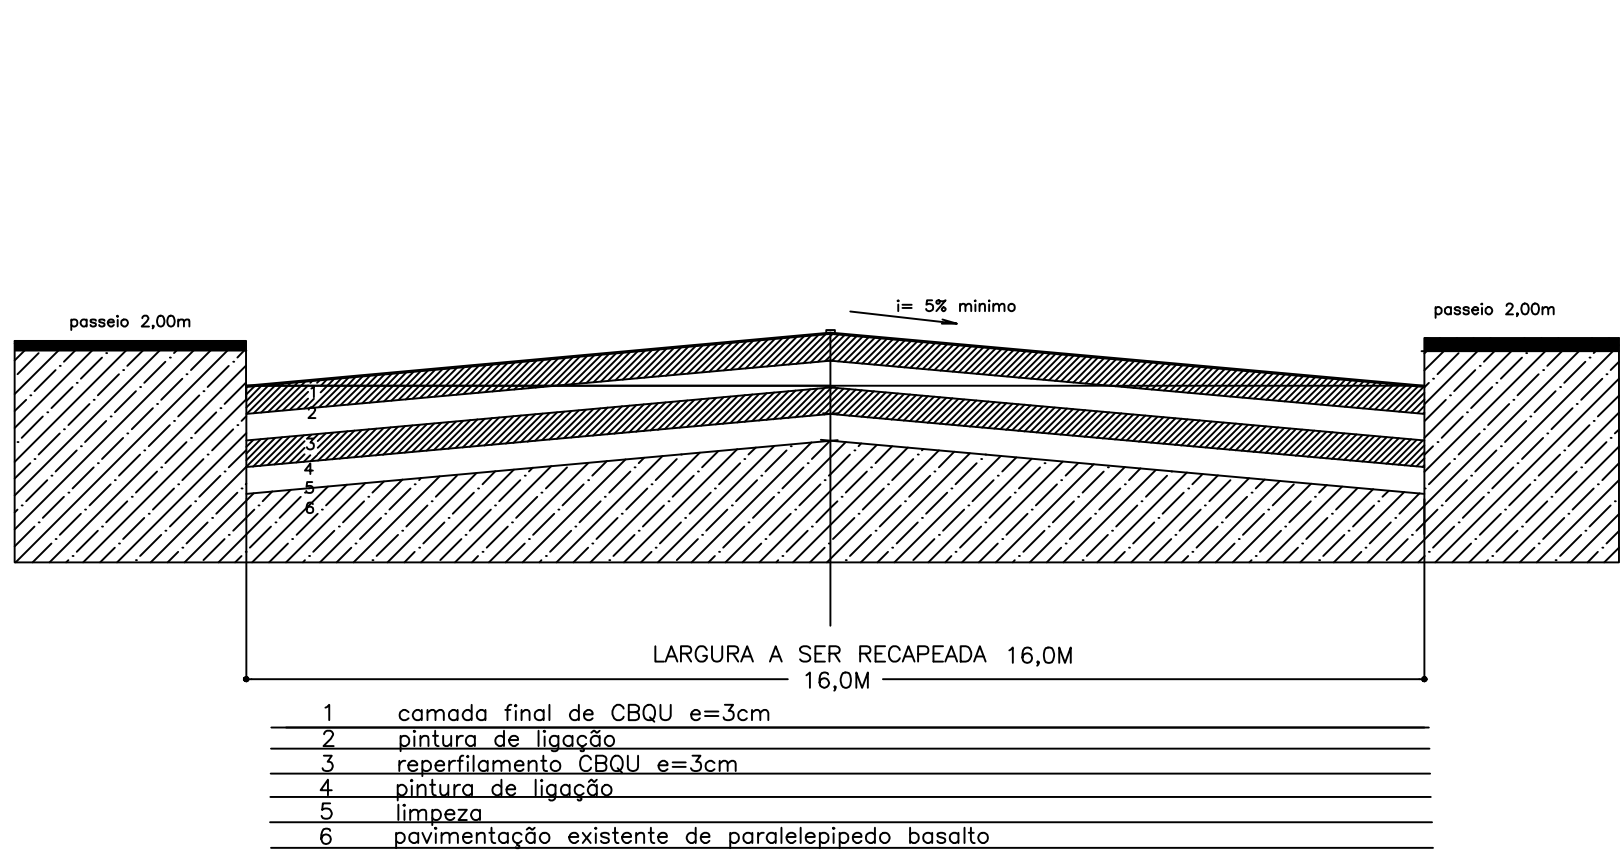 i= 5% minimo
passeio 2,00m
passeio 2,00m
1
2
3
4
5
6
LARGURA A SER RECAPEADA 16,0M
16,0M
1 camada final de CBQU e=3cm
2 pintura de ligação
3 reperfilamento CBQU e=3cm
4 pintura de ligação
5 limpeza
6 pavimentação existente de paralelepipedo basalto